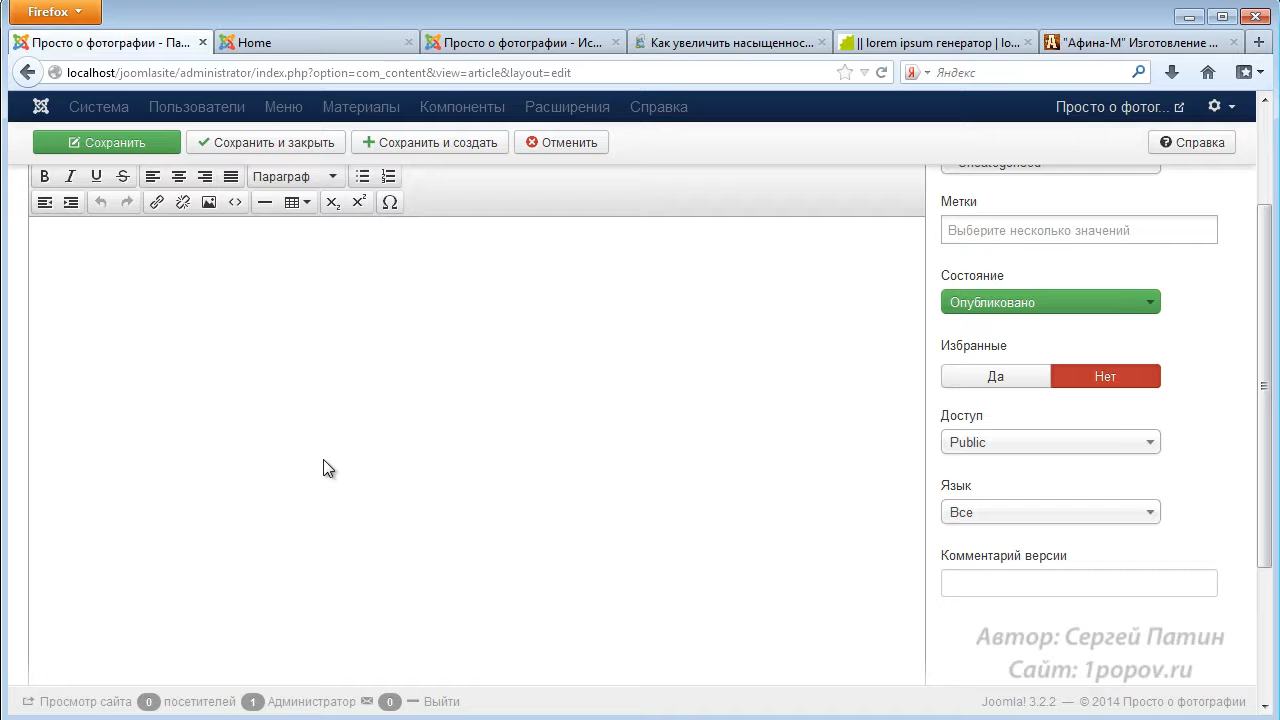 Firefox
Просто о фотографии - Па...
Home
Просто о фотографии - Ис...
Как увеличить насыщеннос...
|| lorem ipsum генератор | lo...
"Афина-М" Изготовление ...
localhost/joomlasite/administrator/index.php?option=com_content&view=article&layout=edit
Яндекс
Система Пользователи Меню Материалы Компоненты Расширения Справка Просто о фотог...
Сохранить Сохранить и закрыть Сохранить и создать Отменить Справка
Uncategorised
B I U S Параграф
Метки
Выберите несколько значений
Состояние
Опубликовано
Избранные
Да Нет
Доступ
Public
Язык
Все
Комментарий версии
Автор: Сергей Патин
Сайт: 1popov.ru
Просмотр сайта 0 посетителей 1 Администратор 0 Выйти Joomla! 3.2.2 — © 2014 Просто о фотографии